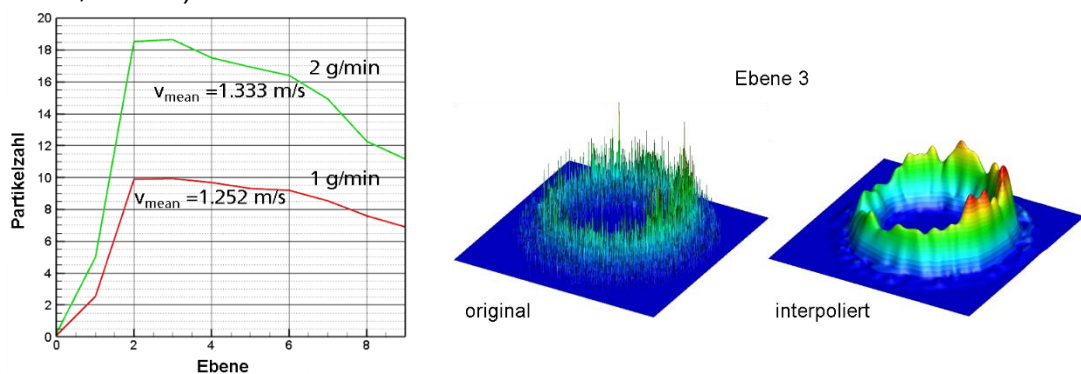 20
18
16
14
12
10
8
6
4
2
0
Partikelzahl
2 g/min
v_mean =1.333 m/s
1 g/min
v_mean =1.252 m/s
0
2
4
6
8
Ebene
Ebene 3
original
interpoliert